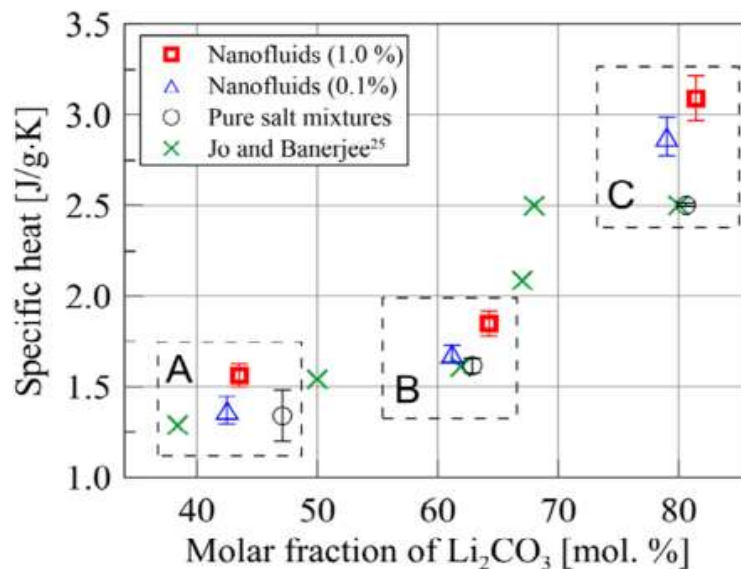 3.5
3.0
2.5
2.0
1.5
1.0
Specific heat [J/g·K]
Nanofluids (1.0 %)
Nanofluids (0.1%)
Pure salt mixtures
Jo and Banerjee²⁵
A
B
C
40 50 60 70 80
Molar fraction of Li₂CO₃ [mol. %]